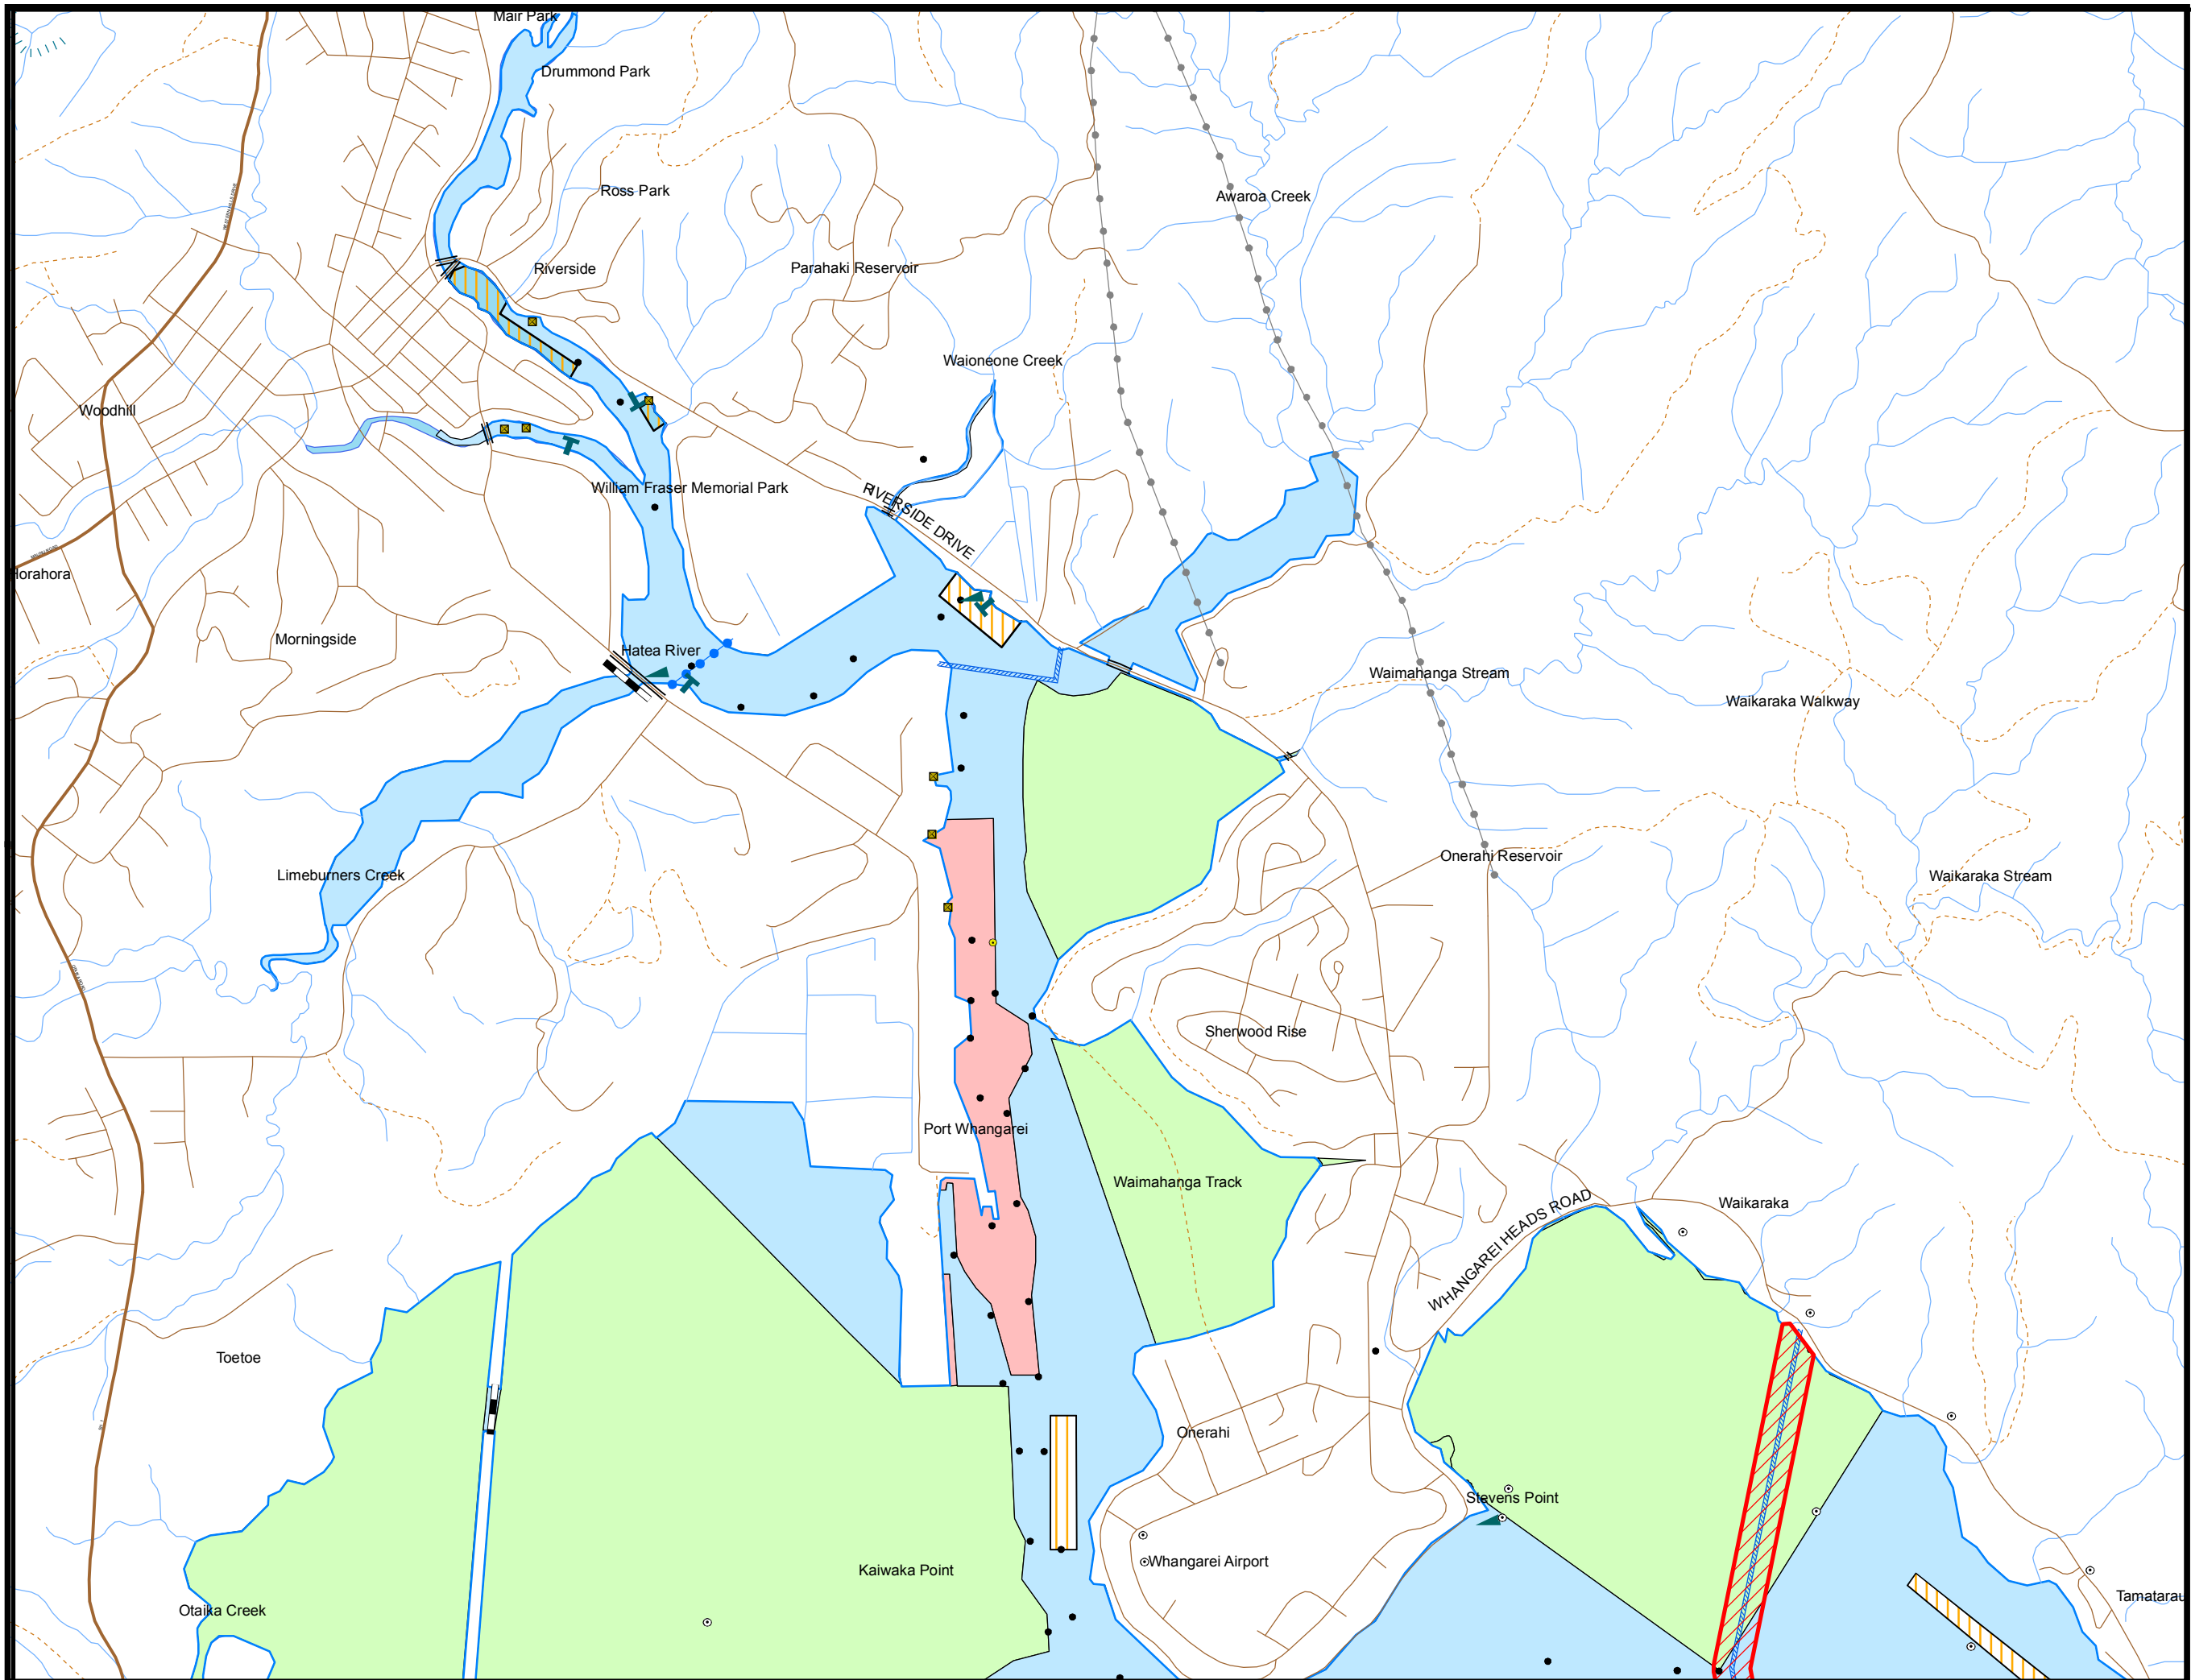 Mair Park
Drummond Park
Ross Park
Awaroa Creek
Riverside
Parahaki Reservoir
Waioneone Creek
Woodhill
William Fraser Memorial Park
RIVERSIDE DRIVE
Horahora
Morningside
Hatea River
Waimahanga Stream
Waikaraka Walkway
Onerahi Reservoir
Limeburners Creek
Waikaraka Stream
Sherwood Rise
Port Whangarei
Waimahanga Track
WHANGAREI HEADS ROAD
Waikaraka
Toetoe
Onerahi
Stevens Point
Whangarei Airport
Kaiwaka Point
Otaika Creek
Tamatarau